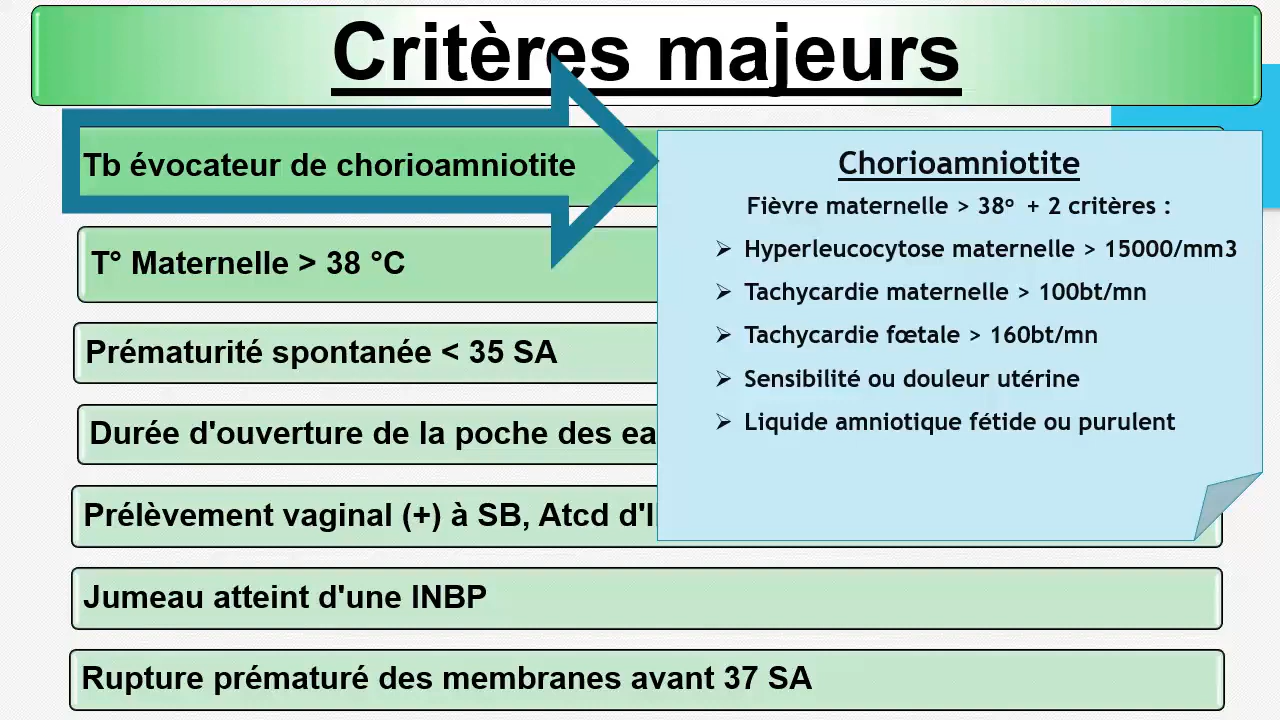 Critères majeurs
Tb évocateur de chorioamniotite
T° Maternelle > 38 °C
Prématurité spontanée < 35 SA
Durée d'ouverture de la poche des ea
Prélèvement vaginal (+) à SB, Atcd d'I
Jumeau atteint d'une INBP
Rupture prématuré des membranes avant 37 SA
Chorioamniotite
Fièvre maternelle > 38° + 2 critères :
➢ Hyperleucocytose maternelle > 15000/mm3
➢ Tachycardie maternelle > 100bt/mn
➢ Tachycardie fœtale > 160bt/mn
➢ Sensibilité ou douleur utérine
➢ Liquide amniotique fétide ou purulent